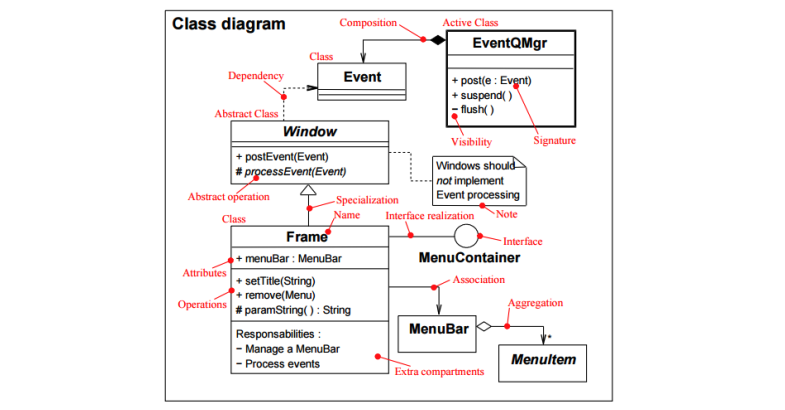 Class diagram
Composition
Active Class
EventQMgr
Class
Event
+ post(e : Event)
+ suspend( )
− flush( )
Dependency
Visibility
Signature
Abstract Class
Window
+ postEvent(Event)
# processEvent(Event)
Abstract operation
Windows should
not implement
Event processing
Note
Specialization
Class
Name
Frame
Interface realization
Interface
MenuContainer
+ menuBar : MenuBar
Attributes
+ setTitle(String)
+ remove(Menu)
# paramString( ) : String
Operations
Association
MenuBar
Aggregation
*
MenuItem
Responsabilities :
− Manage a MenuBar
− Process events
Extra compartments